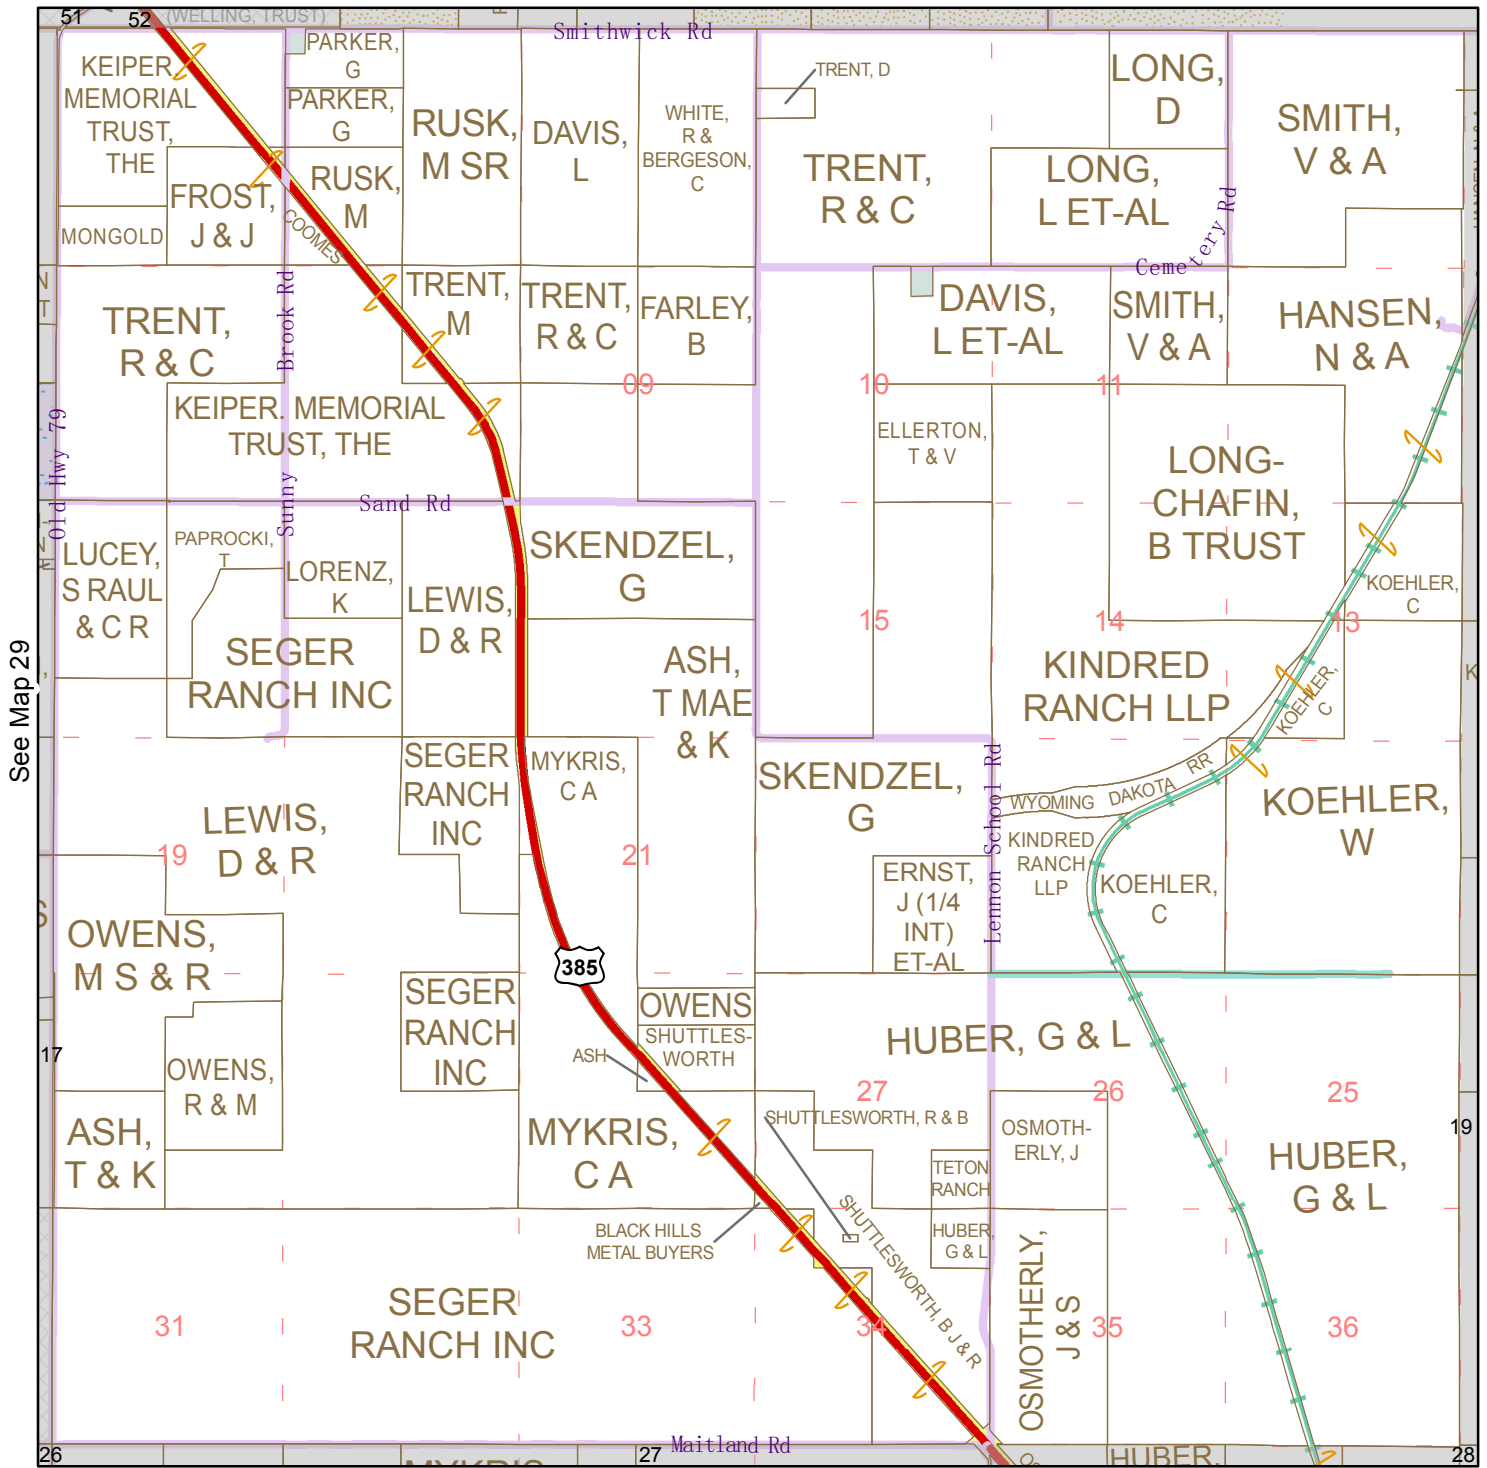 51
52
(WELLING, TRUST)
Smithwick Rd
KEIPER.
MEMORIAL
TRUST,
THE
PARKER,
G
PARKER,
G
RUSK,
M SR
DAVIS,
L
WHITE,
R &
BERGESON,
C
TRENT, D
TRENT,
R & C
LONG,
D
LONG,
L ET-AL
SMITH,
V & A
MONGOLD
FROST,
J & J
RUSK,
M
COOMES
Cemetery Rd
TRENT,
R & C
Sunny Brook Rd
TRENT,
M
TRENT,
R & C
FARLEY,
B
DAVIS,
L ET-AL
SMITH,
V & A
HANSEN,
N & A
09
10
11
Old Hwy 79
KEIPER. MEMORIAL
TRUST, THE
ELLERTON,
T & V
LONG-
CHAFIN,
B TRUST
Sand Rd
LUCEY,
S RAUL
& C R
PAPROCKI,
T
LORENZ,
K
LEWIS,
D & R
SKENDZEL,
G
KOEHLER,
C
15
14
13
See Map 29
SEGER
RANCH INC
ASH,
T MAE
& K
KINDRED
RANCH LLP
KOEHLER,
C
K
SEGER
RANCH
INC
MYKRIS,
C A
SKENDZEL,
G
Lennon School Rd
WYOMING DAKOTA RR
KOEHLER,
W
LEWIS,
D & R
19
21
ERNST,
J (1/4
INT)
ET-AL
KINDRED
RANCH
LLP
KOEHLER,
C
OWENS,
M S & R
385
SEGER
RANCH
INC
OWENS
SHUTTLES-
WORTH
ASH
HUBER, G & L
17
OWENS,
R & M
27
26
25
ASH,
T & K
MYKRIS,
C A
SHUTTLESWORTH, R & B
OSMOTH-
ERLY, J
19
TETON
RANCH
HUBER,
G & L
BLACK HILLS
METAL BUYERS
SHUTTLESWORTH, B J & R
HUBER,
G & L
OSMOTHERLY,
J & S
SEGER
RANCH INC
31
33
34
35
36
Maitland Rd
26
27
28
MYKRIS
HUBER,